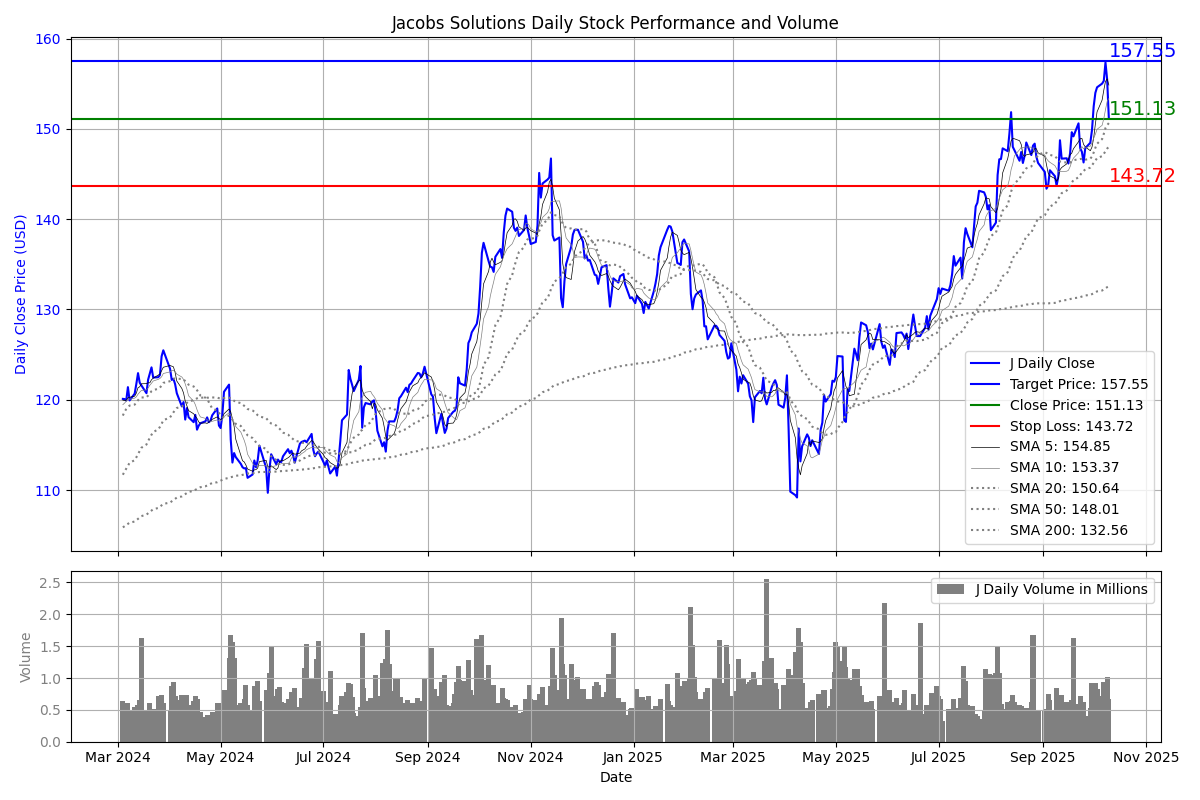 Jacobs Solutions Daily Stock Performance and Volume
160
150
140
130
120
110
Daily Close Price (USD)
157.55
151.13
143.72
J Daily Close
Target Price: 157.55
Close Price: 151.13
Stop Loss: 143.72
SMA 5: 154.85
SMA 10: 153.37
SMA 20: 150.64
SMA 50: 148.01
SMA 200: 132.56
2.5
2.0
1.5
1.0
0.5
0.0
Volume
J Daily Volume in Millions
Mar 2024 May 2024 Jul 2024 Sep 2024 Nov 2024 Jan 2025 Mar 2025 May 2025 Jul 2025 Sep 2025 Nov 2025
Date